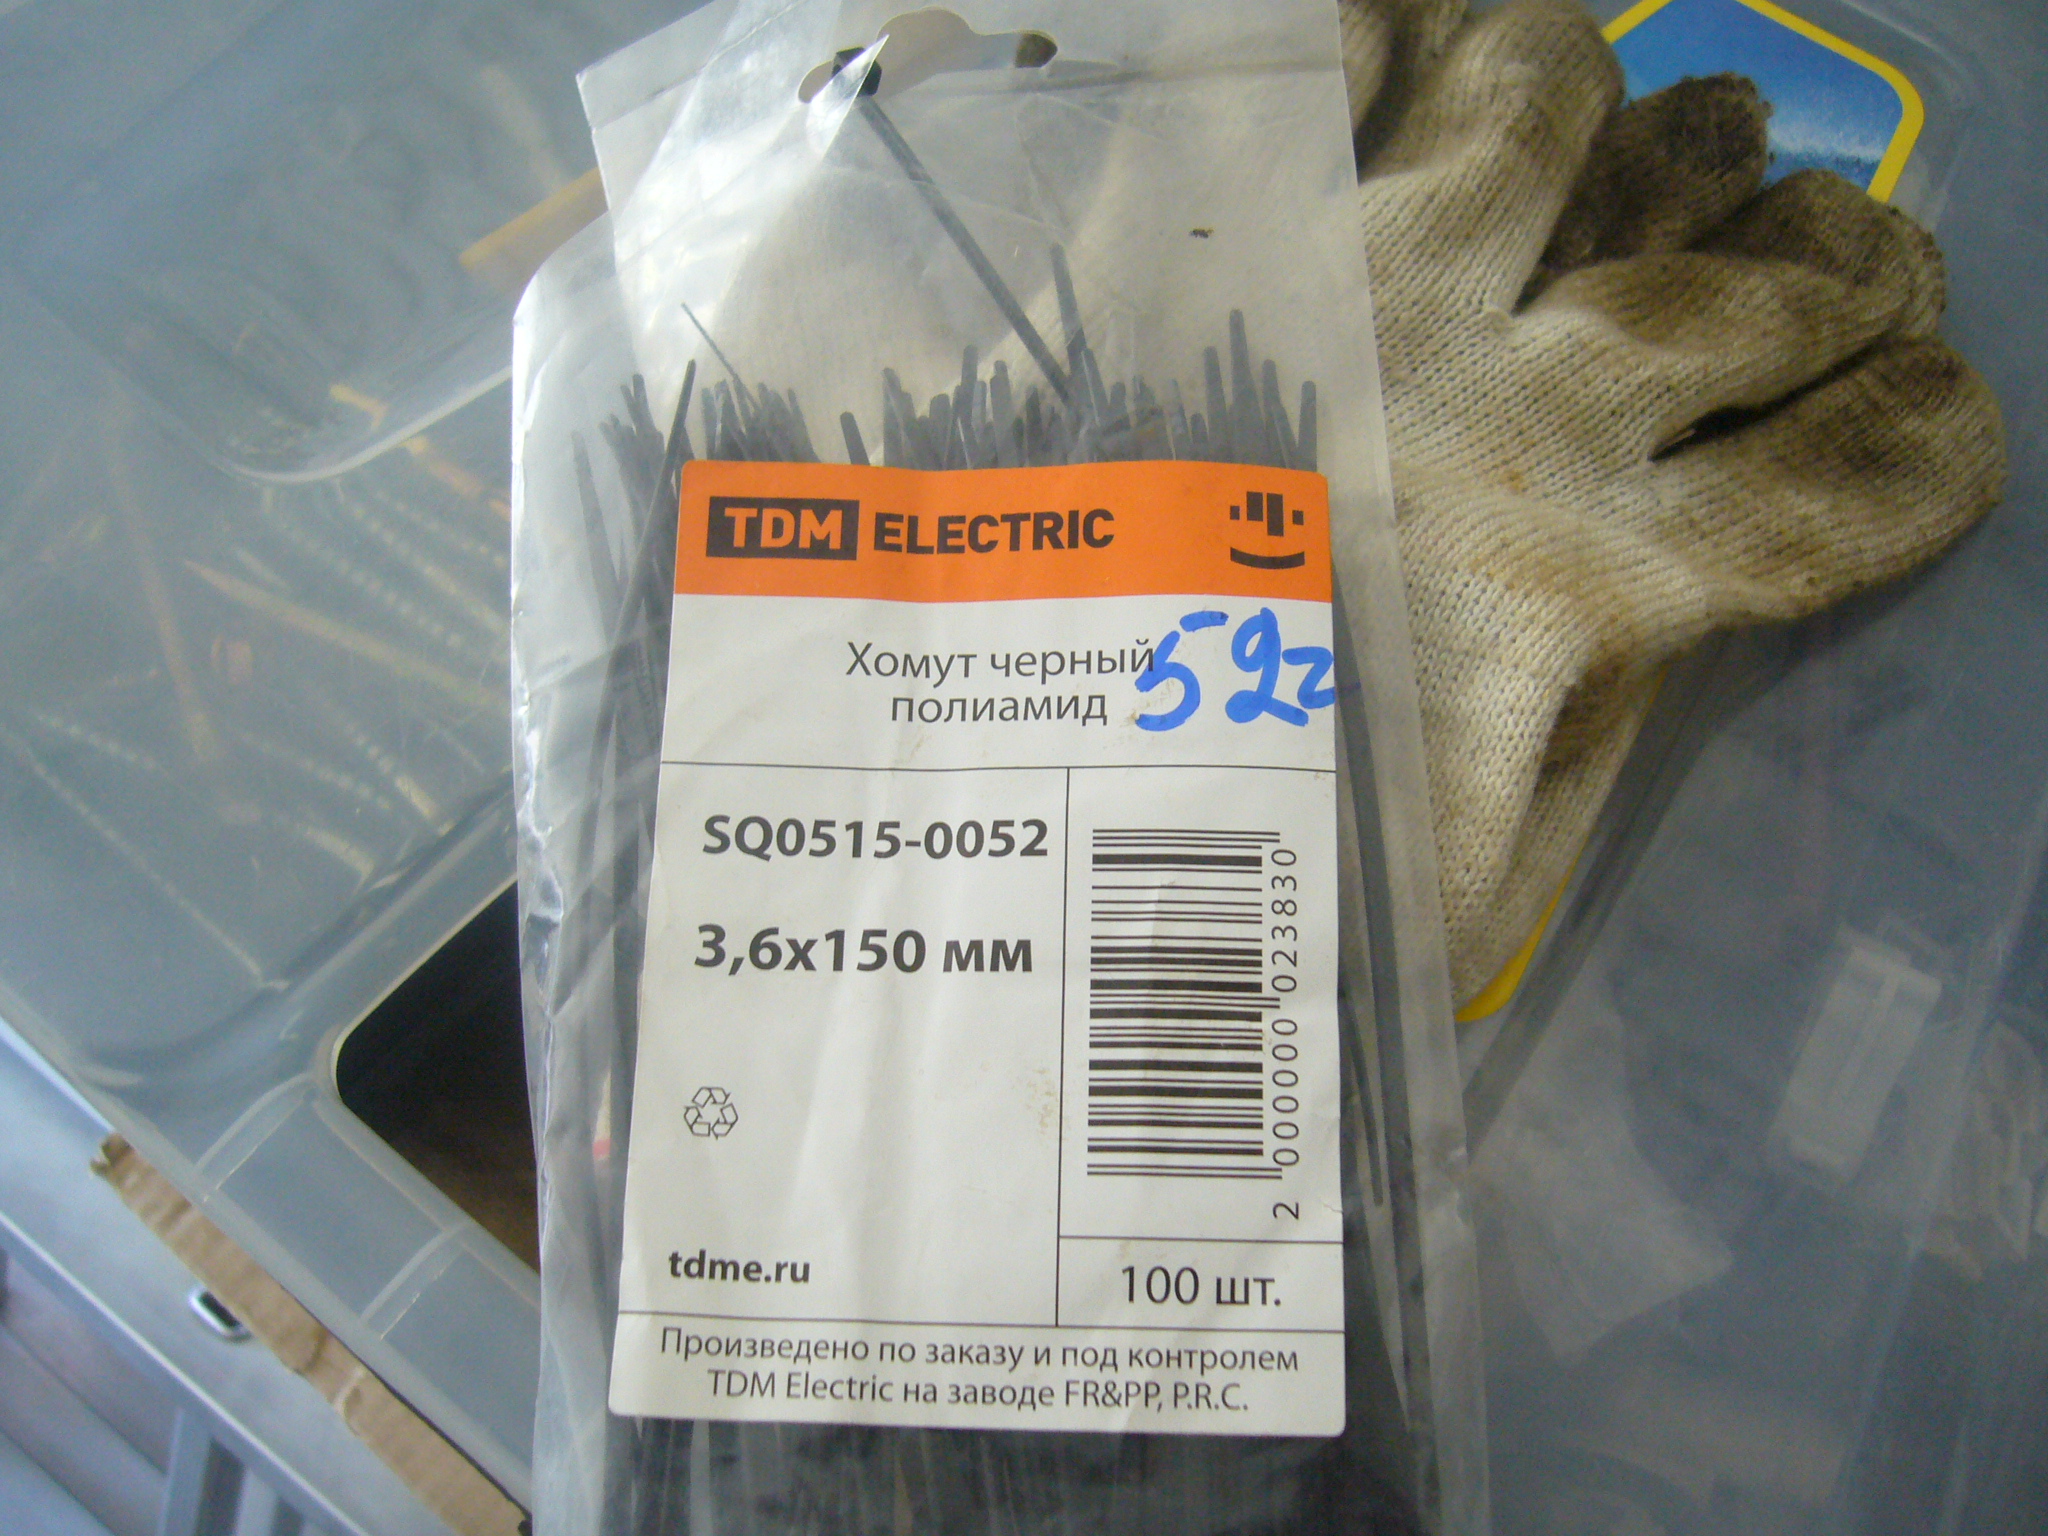 TDM ELECTRIC
Хомут черный
полиамид
52г
SQ0515-0052
3,6x150 мм
2 000000 023830
tdme.ru
100 шт.
Произведено по заказу и под контролем
TDM Electric на заводе FR&PP, P.R.C.